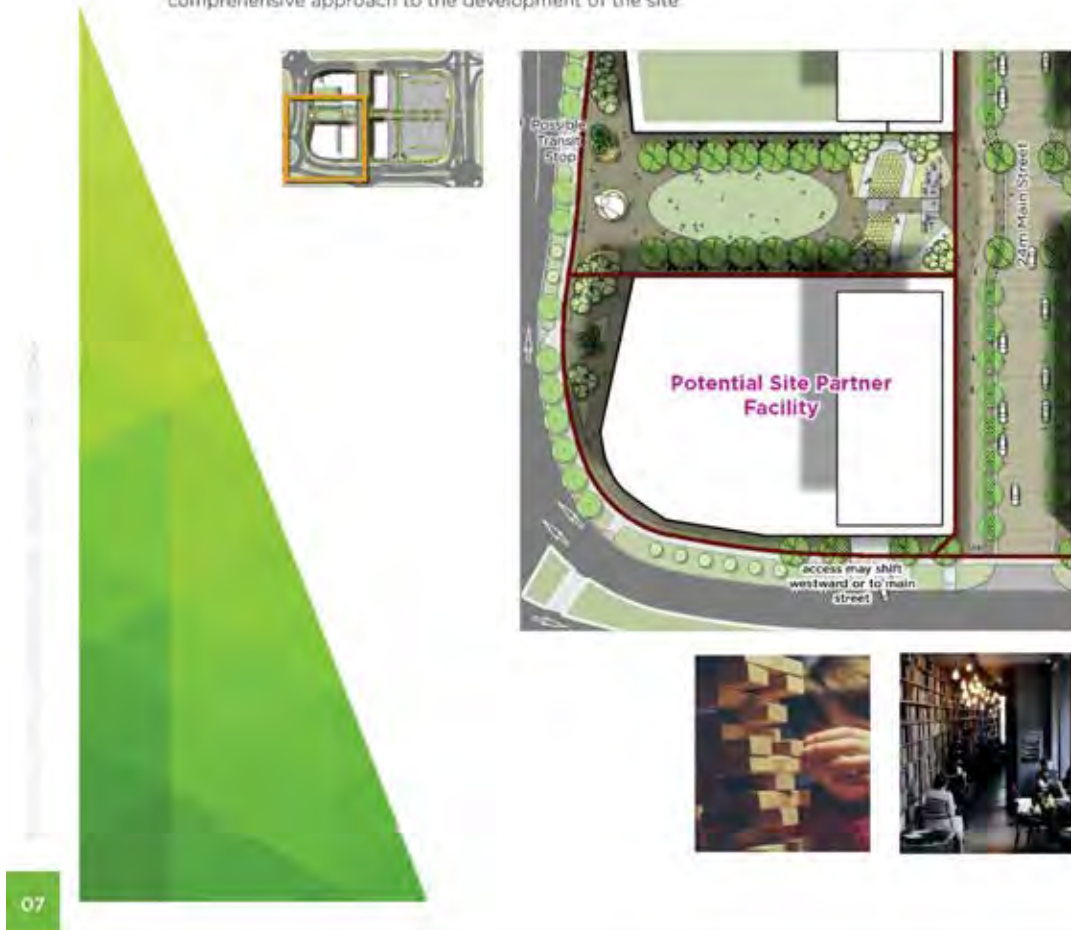 comprehensive approach to the development of the site
Possible
Transit
Stop
24m Main Street
Potential Site Partner
Facility
access may shift
westward or to main
street
07